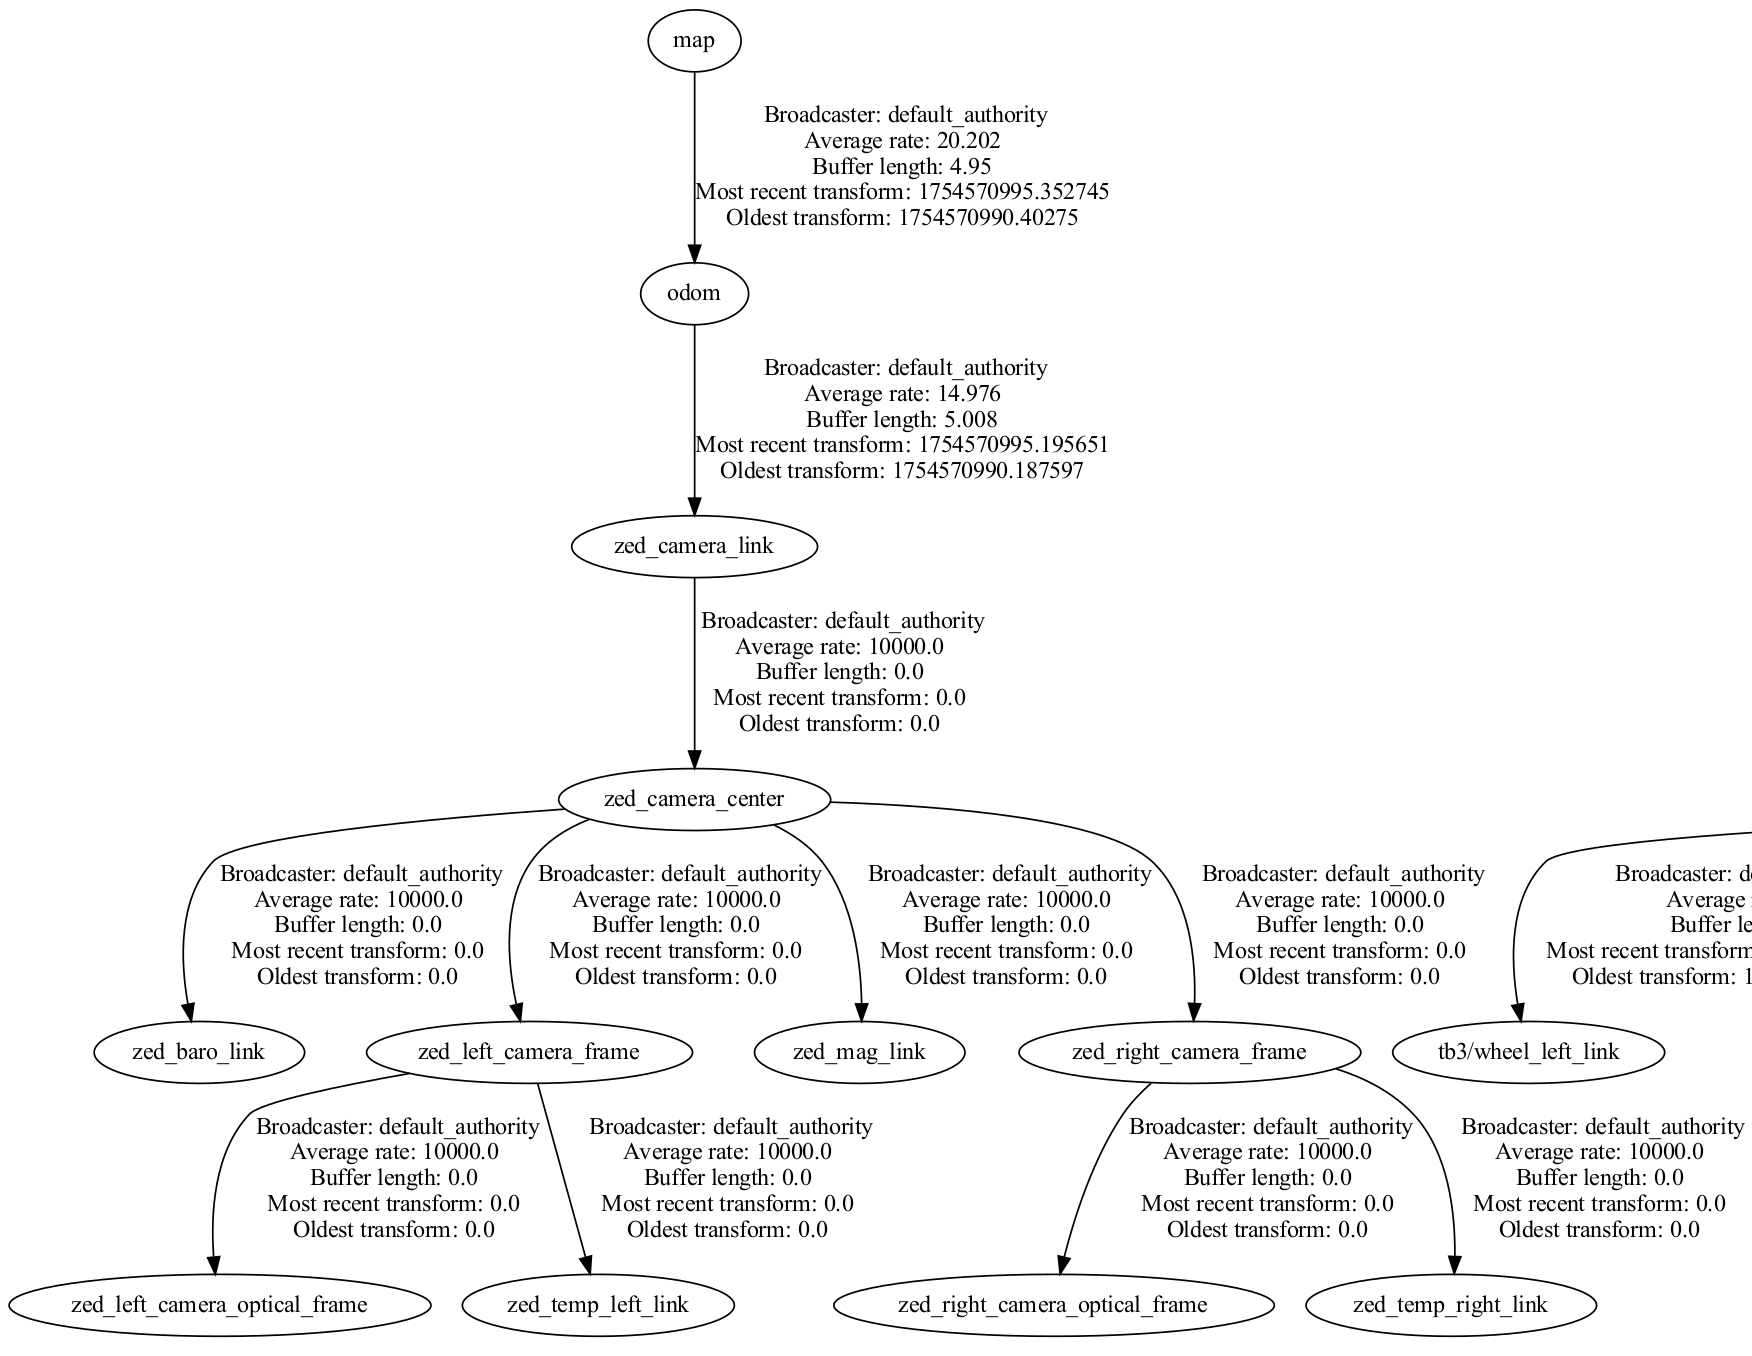 map
Broadcaster: default_authority
Average rate: 20.202
Buffer length: 4.95
Most recent transform: 1754570995.352745
Oldest transform: 1754570990.40275
odom
Broadcaster: default_authority
Average rate: 14.976
Buffer length: 5.008
Most recent transform: 1754570995.195651
Oldest transform: 1754570990.187597
zed_camera_link
Broadcaster: default_authority
Average rate: 10000.0
Buffer length: 0.0
Most recent transform: 0.0
Oldest transform: 0.0
zed_camera_center
Broadcaster: default_authority
Average rate: 10000.0
Buffer length: 0.0
Most recent transform: 0.0
Oldest transform: 0.0
Broadcaster: default_authority
Average rate: 10000.0
Buffer length: 0.0
Most recent transform: 0.0
Oldest transform: 0.0
Broadcaster: default_authority
Average rate: 10000.0
Buffer length: 0.0
Most recent transform: 0.0
Oldest transform: 0.0
Broadcaster: default_authority
Average rate: 10000.0
Buffer length: 0.0
Most recent transform: 0.0
Oldest transform: 0.0
Broadcaster:
Average
Buffer
Most recent transform
Oldest transform: 1
zed_baro_link
zed_left_camera_frame
zed_mag_link
zed_right_camera_frame
tb3/wheel_left_link
Broadcaster: default_authority
Average rate: 10000.0
Buffer length: 0.0
Most recent transform: 0.0
Oldest transform: 0.0
Broadcaster: default_authority
Average rate: 10000.0
Buffer length: 0.0
Most recent transform: 0.0
Oldest transform: 0.0
Broadcaster: default_authority
Average rate: 10000.0
Buffer length: 0.0
Most recent transform: 0.0
Oldest transform: 0.0
Broadcaster: default_authority
Average rate: 10000.0
Buffer length: 0.0
Most recent transform: 0.0
Oldest transform: 0.0
zed_left_camera_optical_frame
zed_temp_left_link
zed_right_camera_optical_frame
zed_temp_right_link